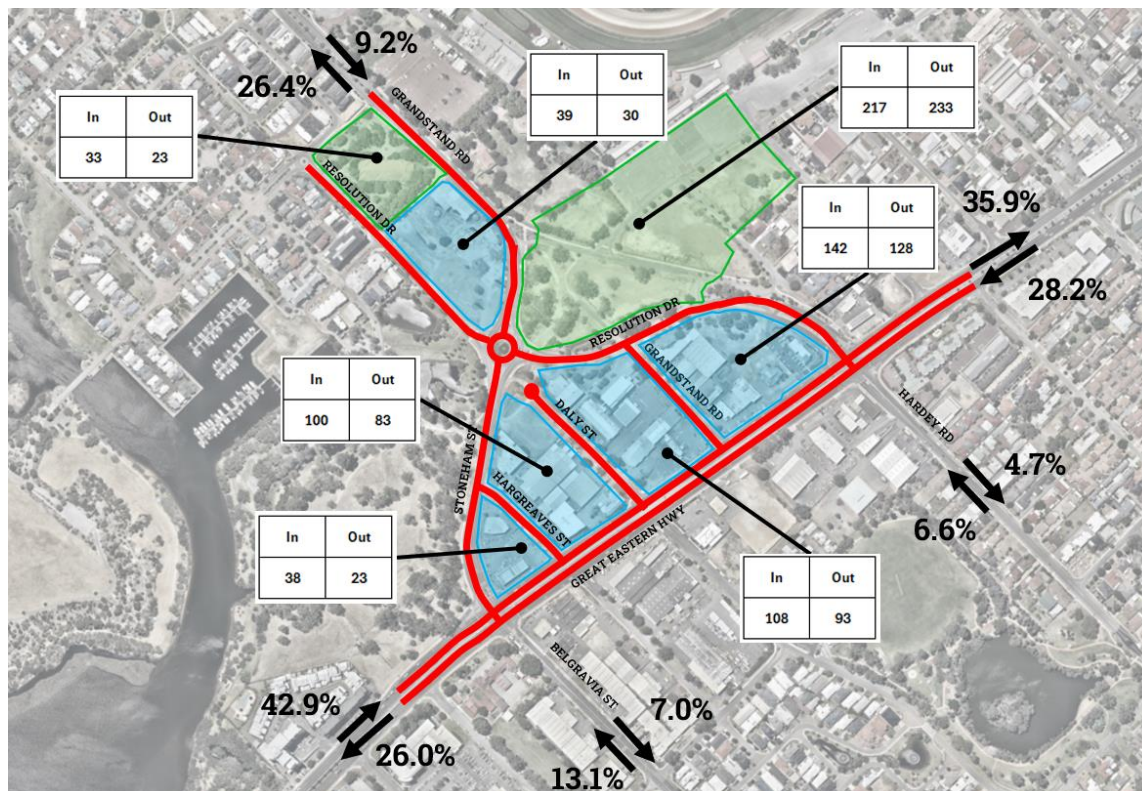 9.2%
26.4%
GRANDSTAND RD
In Out
39 30
In Out
217 233
In Out
33 23
RESOLUTION DR
35.9%
In Out
142 128
28.2%
RESOLUTION DR
GRANDSTAND RD
In Out
100 83
DALY ST
HARDEY RD
STONEHAM ST
HARGREAVES ST
4.7%
6.6%
In Out
38 23
GREAT EASTERN HWY
In Out
108 93
BELGRAVIA ST
42.9%
7.0%
26.0%
13.1%